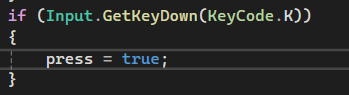 if (Input.GetKeyDown(KeyCode.K))
{
    press = true;
}